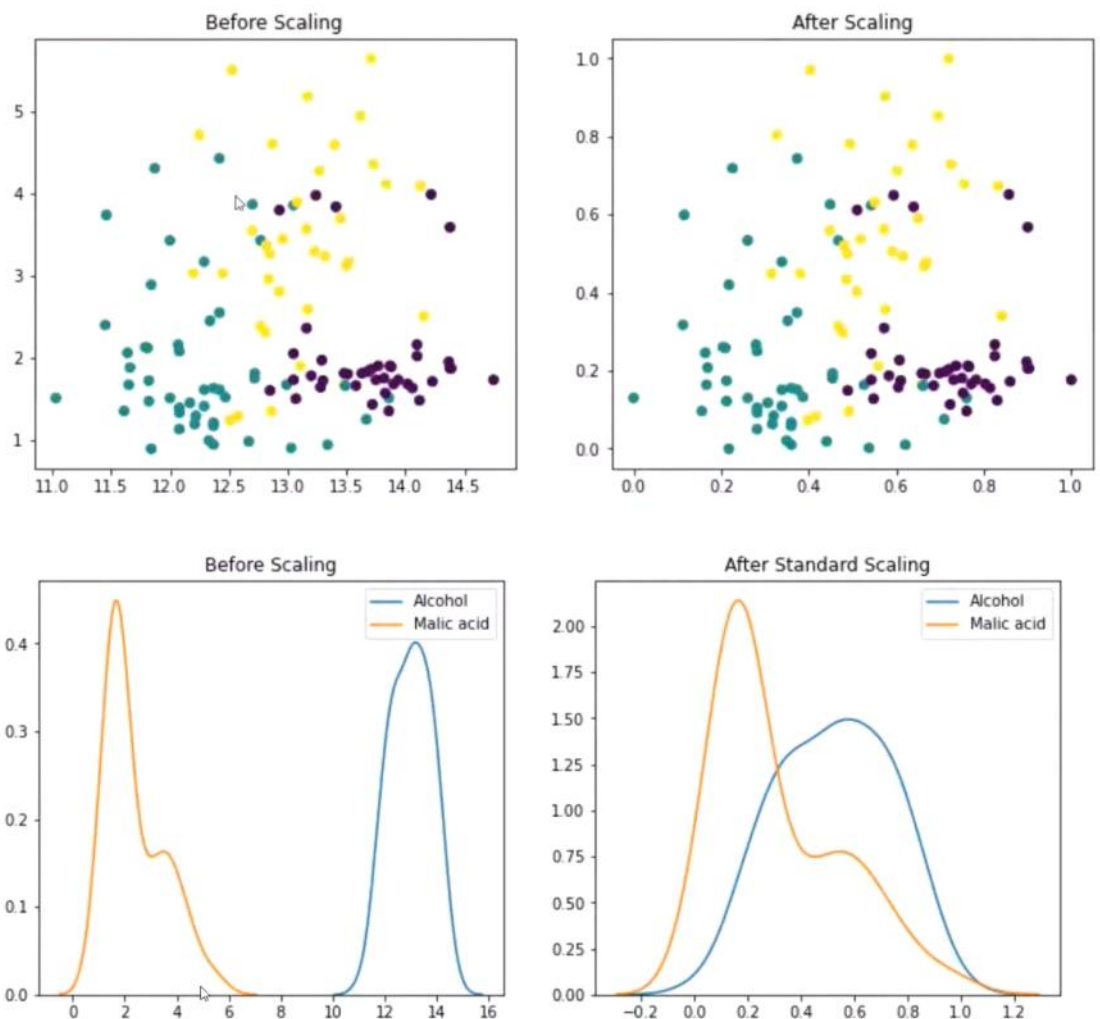 Before Scaling
After Scaling
5
4
3
2
1
11.0 11.5 12.0 12.5 13.0 13.5 14.0 14.5
1.0
0.8
0.6
0.4
0.2
0.0
0.0 0.2 0.4 0.6 0.8 1.0
Before Scaling
Alcohol
Malic acid
0.4
0.3
0.2
0.1
0.0
0 2 4 6 8 10 12 14 16
After Standard Scaling
Alcohol
Malic acid
2.00
1.75
1.50
1.25
1.00
0.75
0.50
0.25
0.00
−0.2 0.0 0.2 0.4 0.6 0.8 1.0 1.2